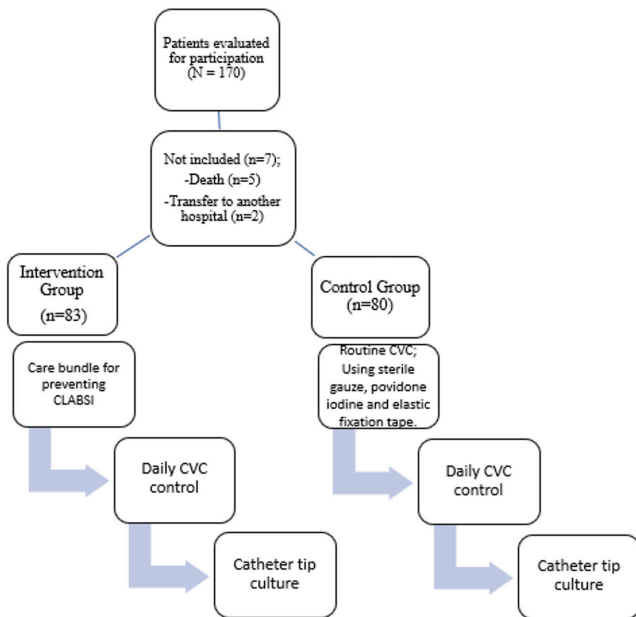 Patients evaluated
for participation
(N = 170)
Not included (n=7);
-Death (n=5)
-Transfer to another
hospital (n=2)
Intervention
Group
(n=83)
Control Group
(n=80)
Care bundle for
preventing
CLABSI
Routine CVC;
Using sterile
gauze, povidone
iodine and elastic
fixation tape.
Daily CVC
control
Daily CVC
control
Catheter tip
culture
Catheter tip
culture